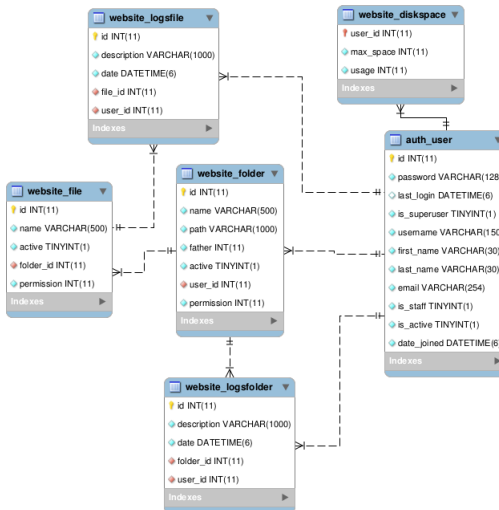 website_logsfile
id INT(11)
description VARCHAR(1000)
date DATETIME(6)
file_id INT(11)
user_id INT(11)
Indexes
website_diskspace
user_id INT(11)
max_space INT(11)
usage INT(11)
Indexes
auth_user
id INT(11)
password VARCHAR(128
last_login DATETIME(6)
is_superuser TINYINT(1)
username VARCHAR(150
first_name VARCHAR(30)
last_name VARCHAR(30)
email VARCHAR(254)
is_staff TINYINT(1)
is_active TINYINT(1)
date_joined DATETIME(6)
Indexes
website_folder
id INT(11)
name VARCHAR(500)
path VARCHAR(1000)
father INT(11)
active TINYINT(1)
user_id INT(11)
permission INT(11)
Indexes
website_file
id INT(11)
name VARCHAR(500)
active TINYINT(1)
folder_id INT(11)
permission INT(11)
Indexes
website_logsfolder
id INT(11)
description VARCHAR(1000)
date DATETIME(6)
folder_id INT(11)
user_id INT(11)
Indexes